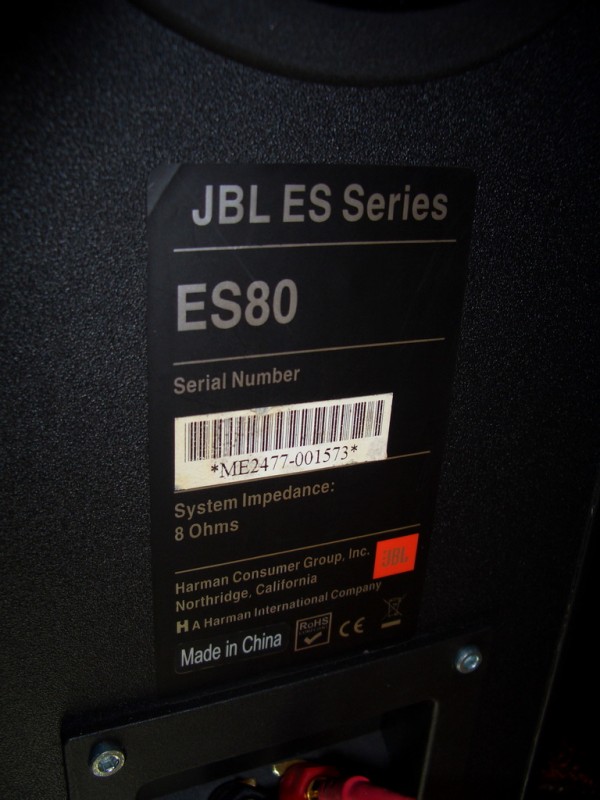 JBL ES Series
ES80
Serial Number
*ME2477-001573*
System Impedance:
8 Ohms
Harman Consumer Group, Inc.
Northridge, California
JBL
H A Harman International Company
Made in China
RoHS
CE